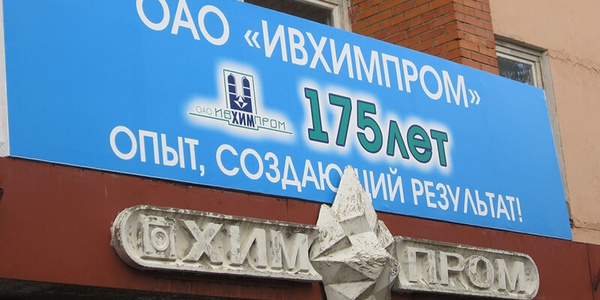 ОАО «ИВХИМПРОМ»
ОАО ИВХИМПРОМ
175лет
ОПЫТ, СОЗДАЮЩИЙ РЕЗУЛЬТАТ!
ХИМ ПРОМ